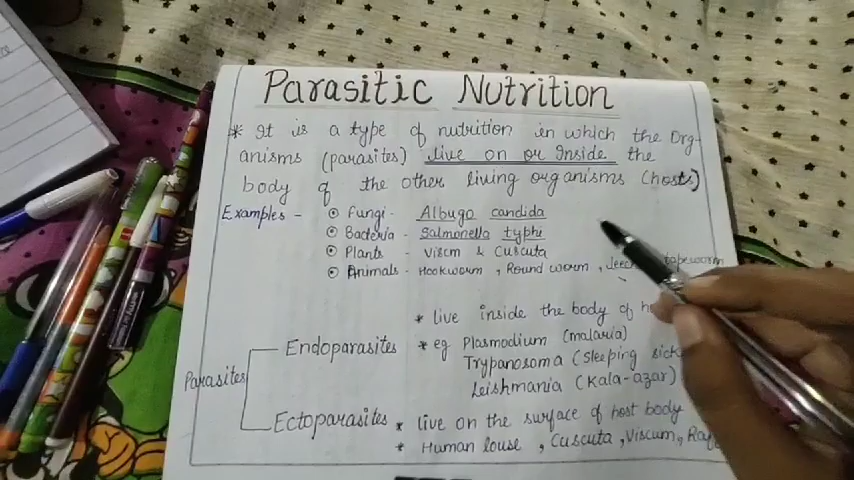 Parasitic Nutrition
* It is a type of nutrition in which the Org-
anisms (parasites) live on or Inside the
body of the other living organisms (hosts)
Examples - ⊙ Fungi - Albugo candida
⊙ Bacteria - Salmonella typhi
⊙ Plants - Viscm & Cuscuta
⊙ Animals - Hookworm, Round worm, leech tapeworm
* live inside the body of
Endoparasites * eg Plasmodium (malaria)
Trypanosoma (Sleeping
Leishmania (Kala-azar)
Parasites
Ectoparasites * live on the surface of host body
* Human louse, Cuscuta, Viscum,